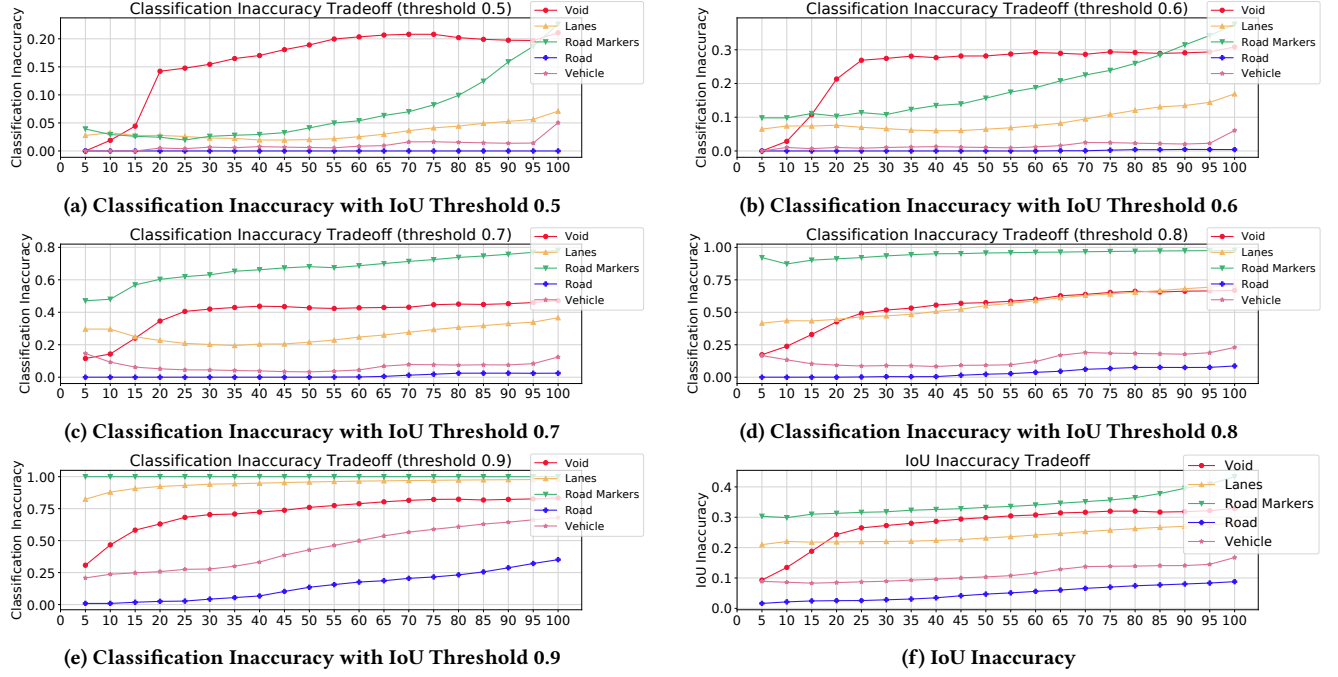 Classification Inaccuracy Tradeoff (threshold 0.5)
Classification Inaccuracy
0.20
0.15
0.10
0.05
0.00
Void
Lanes
Road Markers
Road
Vehicle
0 5 10 15 20 25 30 35 40 45 50 55 60 65 70 75 80 85 90 95 100
(a) Classification Inaccuracy with IoU Threshold 0.5
Classification Inaccuracy Tradeoff (threshold 0.6)
Classification Inaccuracy
0.3
0.2
0.1
0.0
Void
Lanes
Road Markers
Road
Vehicle
0 5 10 15 20 25 30 35 40 45 50 55 60 65 70 75 80 85 90 95 100
(b) Classification Inaccuracy with IoU Threshold 0.6
Classification Inaccuracy Tradeoff (threshold 0.7)
Classification Inaccuracy
0.8
0.6
0.4
0.2
0.0
Void
Lanes
Road Markers
Road
Vehicle
0 5 10 15 20 25 30 35 40 45 50 55 60 65 70 75 80 85 90 95 100
(c) Classification Inaccuracy with IoU Threshold 0.7
Classification Inaccuracy Tradeoff (threshold 0.8)
Classification Inaccuracy
1.00
0.75
0.50
0.25
0.00
Void
Lanes
Road Markers
Road
Vehicle
0 5 10 15 20 25 30 35 40 45 50 55 60 65 70 75 80 85 90 95 100
(d) Classification Inaccuracy with IoU Threshold 0.8
Classification Inaccuracy Tradeoff (threshold 0.9)
Classification Inaccuracy
1.00
0.75
0.50
0.25
0.00
Void
Lanes
Road Markers
Road
Vehicle
0 5 10 15 20 25 30 35 40 45 50 55 60 65 70 75 80 85 90 95 100
(e) Classification Inaccuracy with IoU Threshold 0.9
IoU Inaccuracy Tradeoff
IoU Inaccuracy
0.4
0.3
0.2
0.1
0.0
Void
Lanes
Road Markers
Road
Vehicle
0 5 10 15 20 25 30 35 40 45 50 55 60 65 70 75 80 85 90 95 100
(f) IoU Inaccuracy